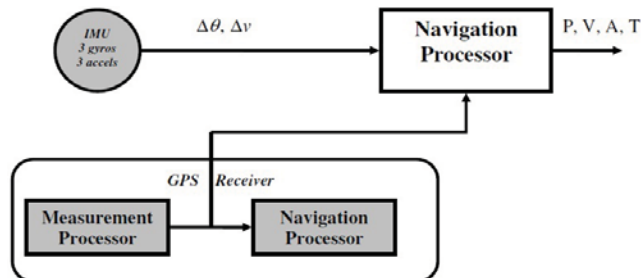 IMU
3 gyros
3 accels
Δθ, Δv
Navigation
Processor
P, V, A, T
GPS Receiver
Measurement
Processor
Navigation
Processor